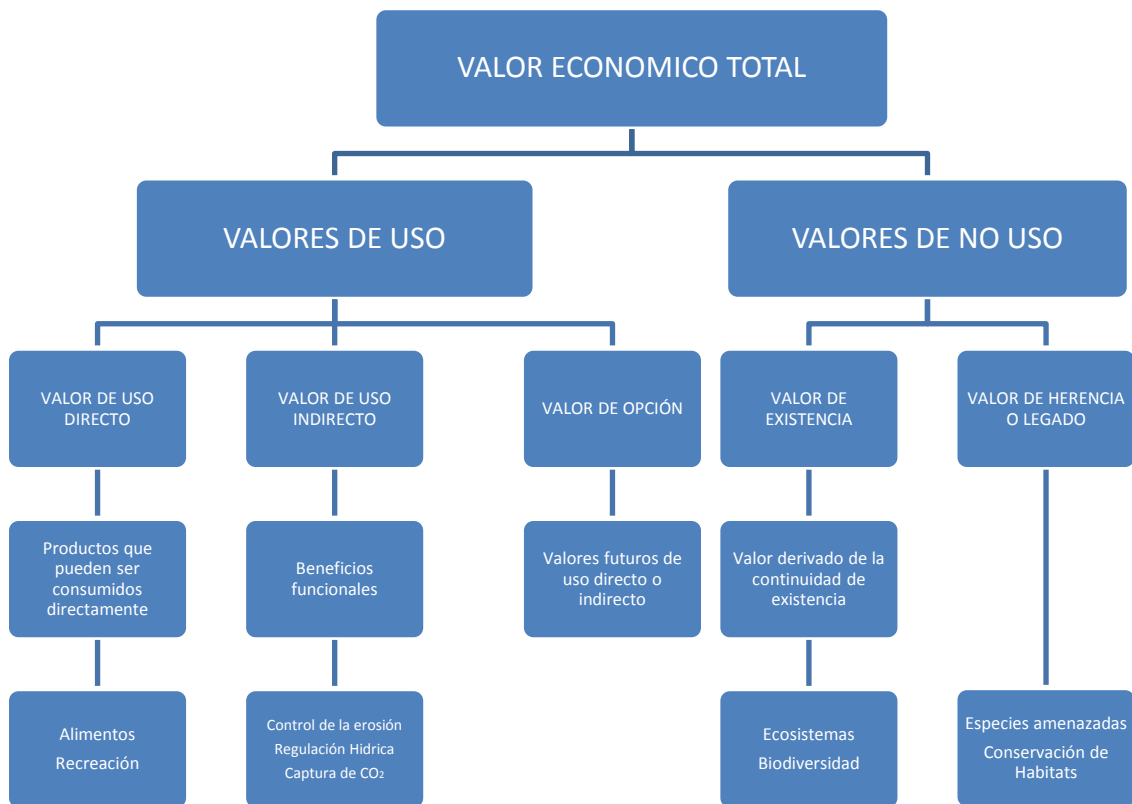 VALOR ECONOMICO TOTAL
VALORES DE USO
VALORES DE NO USO
VALOR DE USO
DIRECTO
VALOR DE USO
INDIRECTO
VALOR DE OPCIÓN
VALOR DE
EXISTENCIA
VALOR DE HERENCIA
O LEGADO
Productos que
pueden ser
consumidos
directamente
Beneficios
funcionales
Valores futuros de
uso directo o
indirecto
Valor derivado de la
continuidad de
existencia
Alimentos
Recreación
Control de la erosión
Regulación Hidrica
Captura de CO₂
Ecosistemas
Biodiversidad
Especies amenazadas
Conservación de
Habitats